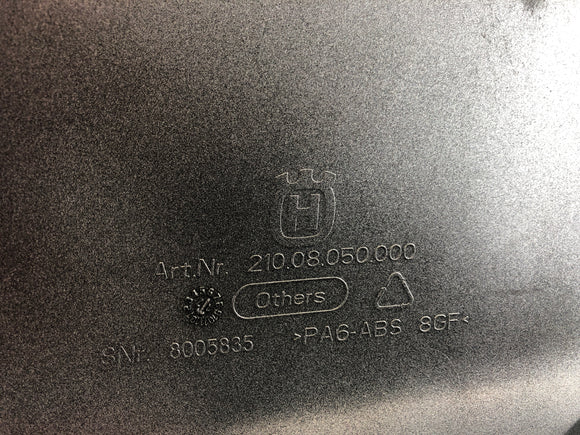 H
Art.Nr. 210.08.050.000
Others
SNr. 8005835 >PA6-ABS 8GF<